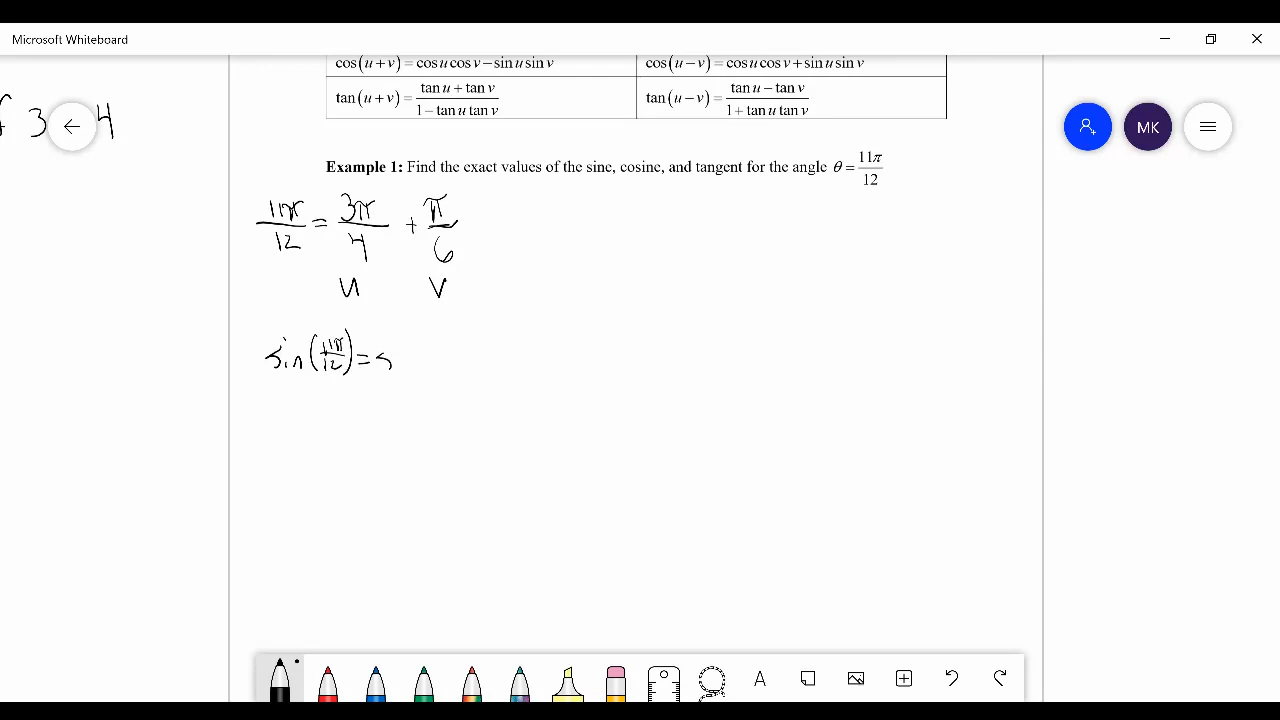 Microsoft Whiteboard
cos(u+v)=cos u cos v−sin u sin v
cos(u−v)=cos u cos v+sin u sin v
tan(u+v)=(tan u+tan v)/(1−tan u tan v)
tan(u−v)=(tan u−tan v)/(1+tan u tan v)
3
4
MK
Example 1: Find the exact values of the sine, cosine, and tangent for the angle θ=11π/12
11π/12 = 3π/4 + π/6
u v
sin(11π/12)=s
A